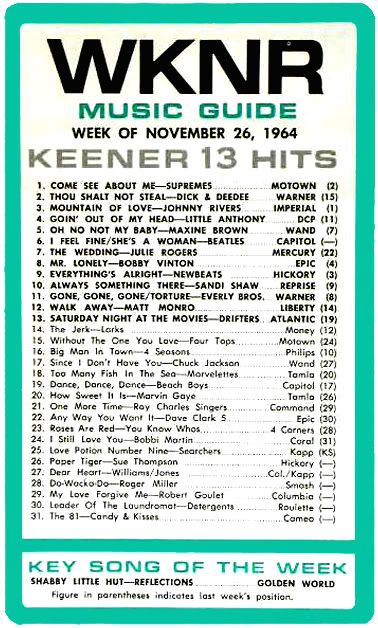 WKNR
MUSIC GUIDE
WEEK OF NOVEMBER 26, 1964
KEENER 13 HITS
1. COME SEE ABOUT ME—SUPREMES MOTOWN (2)
2. THOU SHALT NOT STEAL—DICK & DEEDEE WARNER (15)
3. MOUNTAIN OF LOVE—JOHNNY RIVERS IMPERIAL (1)
4. GOIN' OUT OF MY HEAD—LITTLE ANTHONY DCP (11)
5. OH NO NOT MY BABY—MAXINE BROWN WAND (7)
6. I FEEL FINE/SHE'S A WOMAN—BEATLES CAPITOL (—)
7. THE WEDDING—JULIE ROGERS MERCURY (22)
8. MR. LONELY—BOBBY VINTON EPIC (4)
9. EVERYTHING'S ALRIGHT—NEWBEATS HICKORY (3)
10. ALWAYS SOMETHING THERE—SANDI SHAW REPRISE (9)
11. GONE, GONE, GONE/TORTURE—EVERLY BROS. WARNER (8)
12. WALK AWAY—MATT MONRO LIBERTY (14)
13. SATURDAY NIGHT AT THE MOVIES—DRIFTERS ATLANTIC (19)
14. The Jerk—Larks Money (12)
15. Without The One You Love—Four Tops Motown (24)
16. Big Man In Town—4 Seasons Philips (10)
17. Since I Don't Have You—Chuck Jackson Wand (27)
18. Too Many Fish In The Sea—Marvelettes Tamla (20)
19. Dance, Dance, Dance—Beach Boys Capitol (17)
20. How Sweet It Is—Marvin Gaye Tamla (26)
21. One More Time—Ray Charles Singers Command (29)
22. Any Way You Want It—Dave Clark 5 Epic (30)
23. Roses Are Red—You Know Whos 4 Corners (28)
24. I Still Love You—Bobbi Martin Coral (31)
25. Love Potion Number Nine—Searchers Kapp (KS)
26. Paper Tiger—Sue Thompson Hickory (—)
27. Dear Heart—Williams/Jones Col./Kapp (—)
28. Do-Wacka-Do—Roger Miller Smash (—)
29. My Love Forgive Me—Robert Goulet Columbia (—)
30. Leader Of The Laundromat—Detergents Roulette (—)
31. The 81—Candy & Kisses Cameo (—)
KEY SONG OF THE WEEK
SHABBY LITTLE HUT—REFLECTIONS GOLDEN WORLD
Figure in parentheses indicates last week's position.